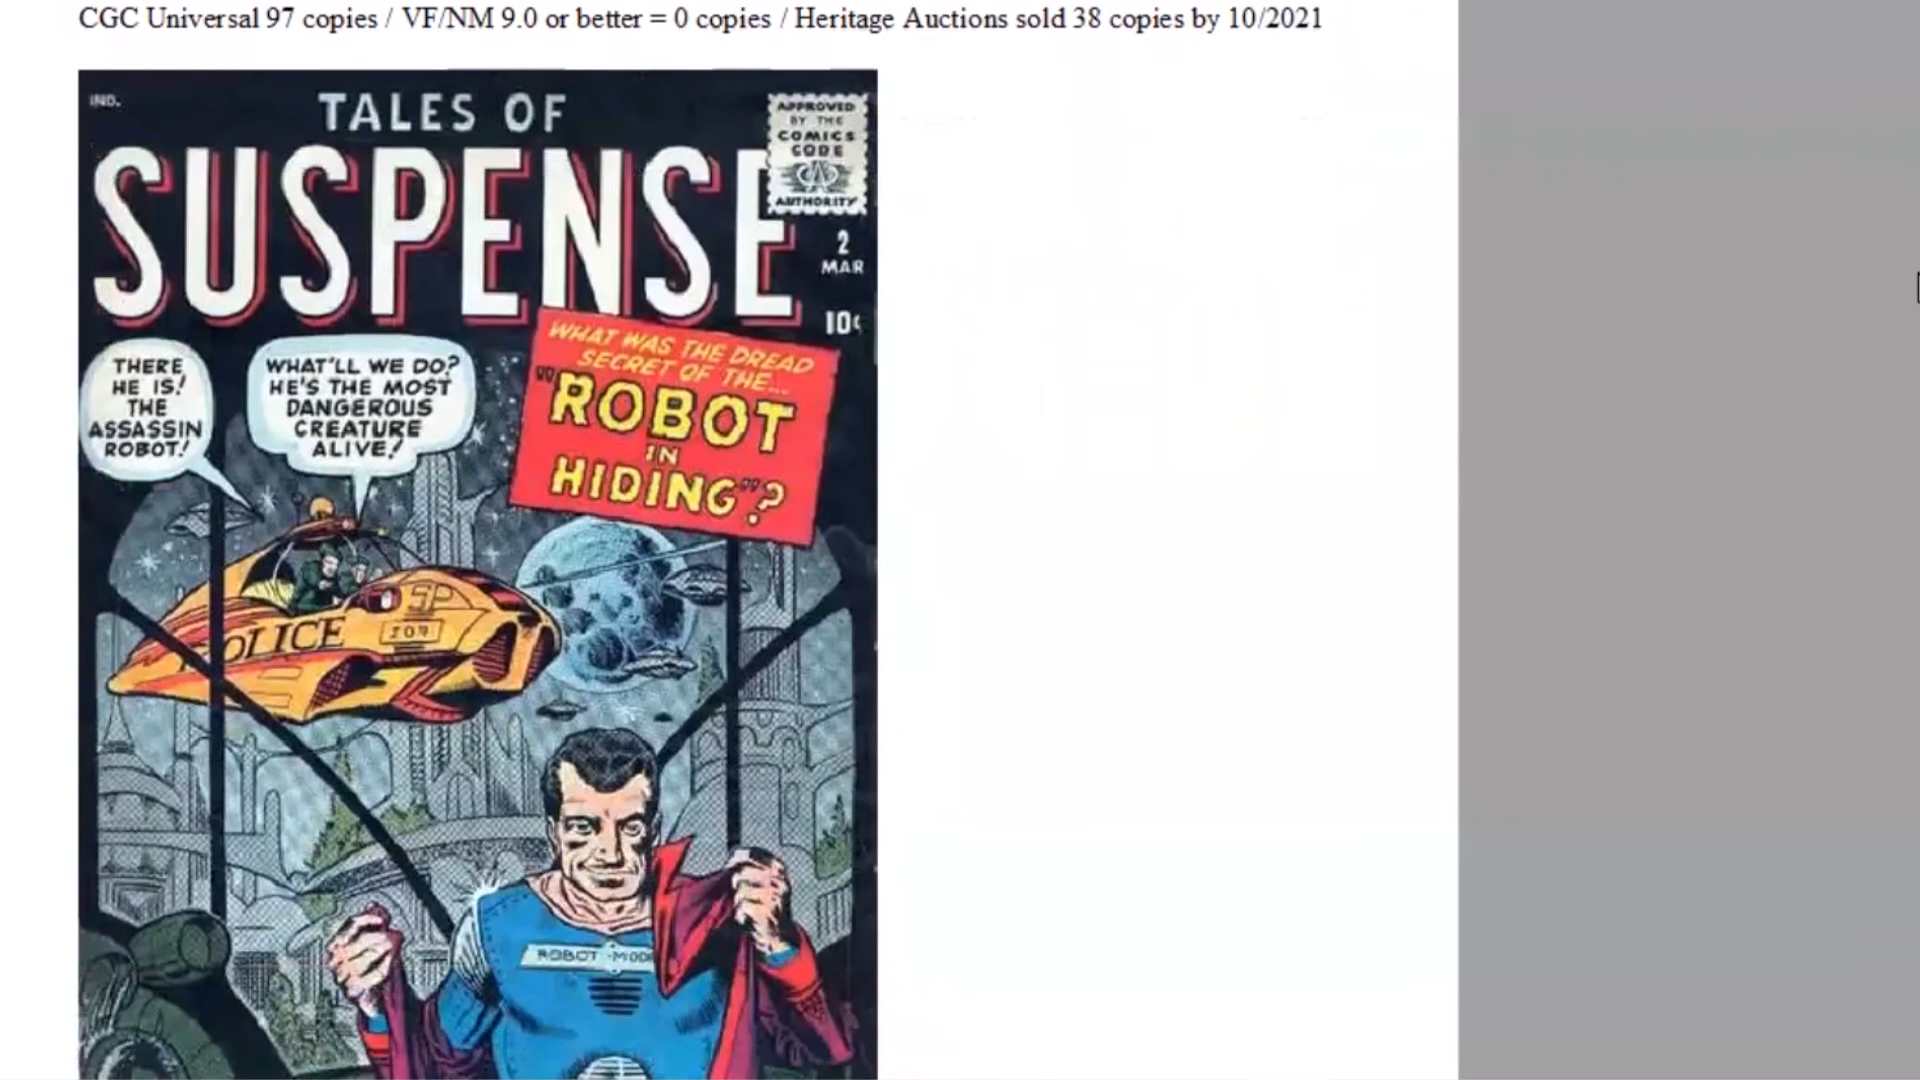 CGC Universal 97 copies / VF/NM 9.0 or better = 0 copies / Heritage Auctions sold 38 copies by 10/2021
IND.
TALES OF
SUSPENSE
APPROVED
BY THE
COMICS
CODE
CA
AUTHORITY
2
MAR
10¢
WHAT WAS THE DREAD
SECRET OF THE...
"ROBOT
IN
HIDING"?
THERE
HE IS!
THE
ASSASSIN
ROBOT!
WHAT'LL WE DO?
HE'S THE MOST
DANGEROUS
CREATURE
ALIVE!
SP
POLICE
ROBOT - MODE